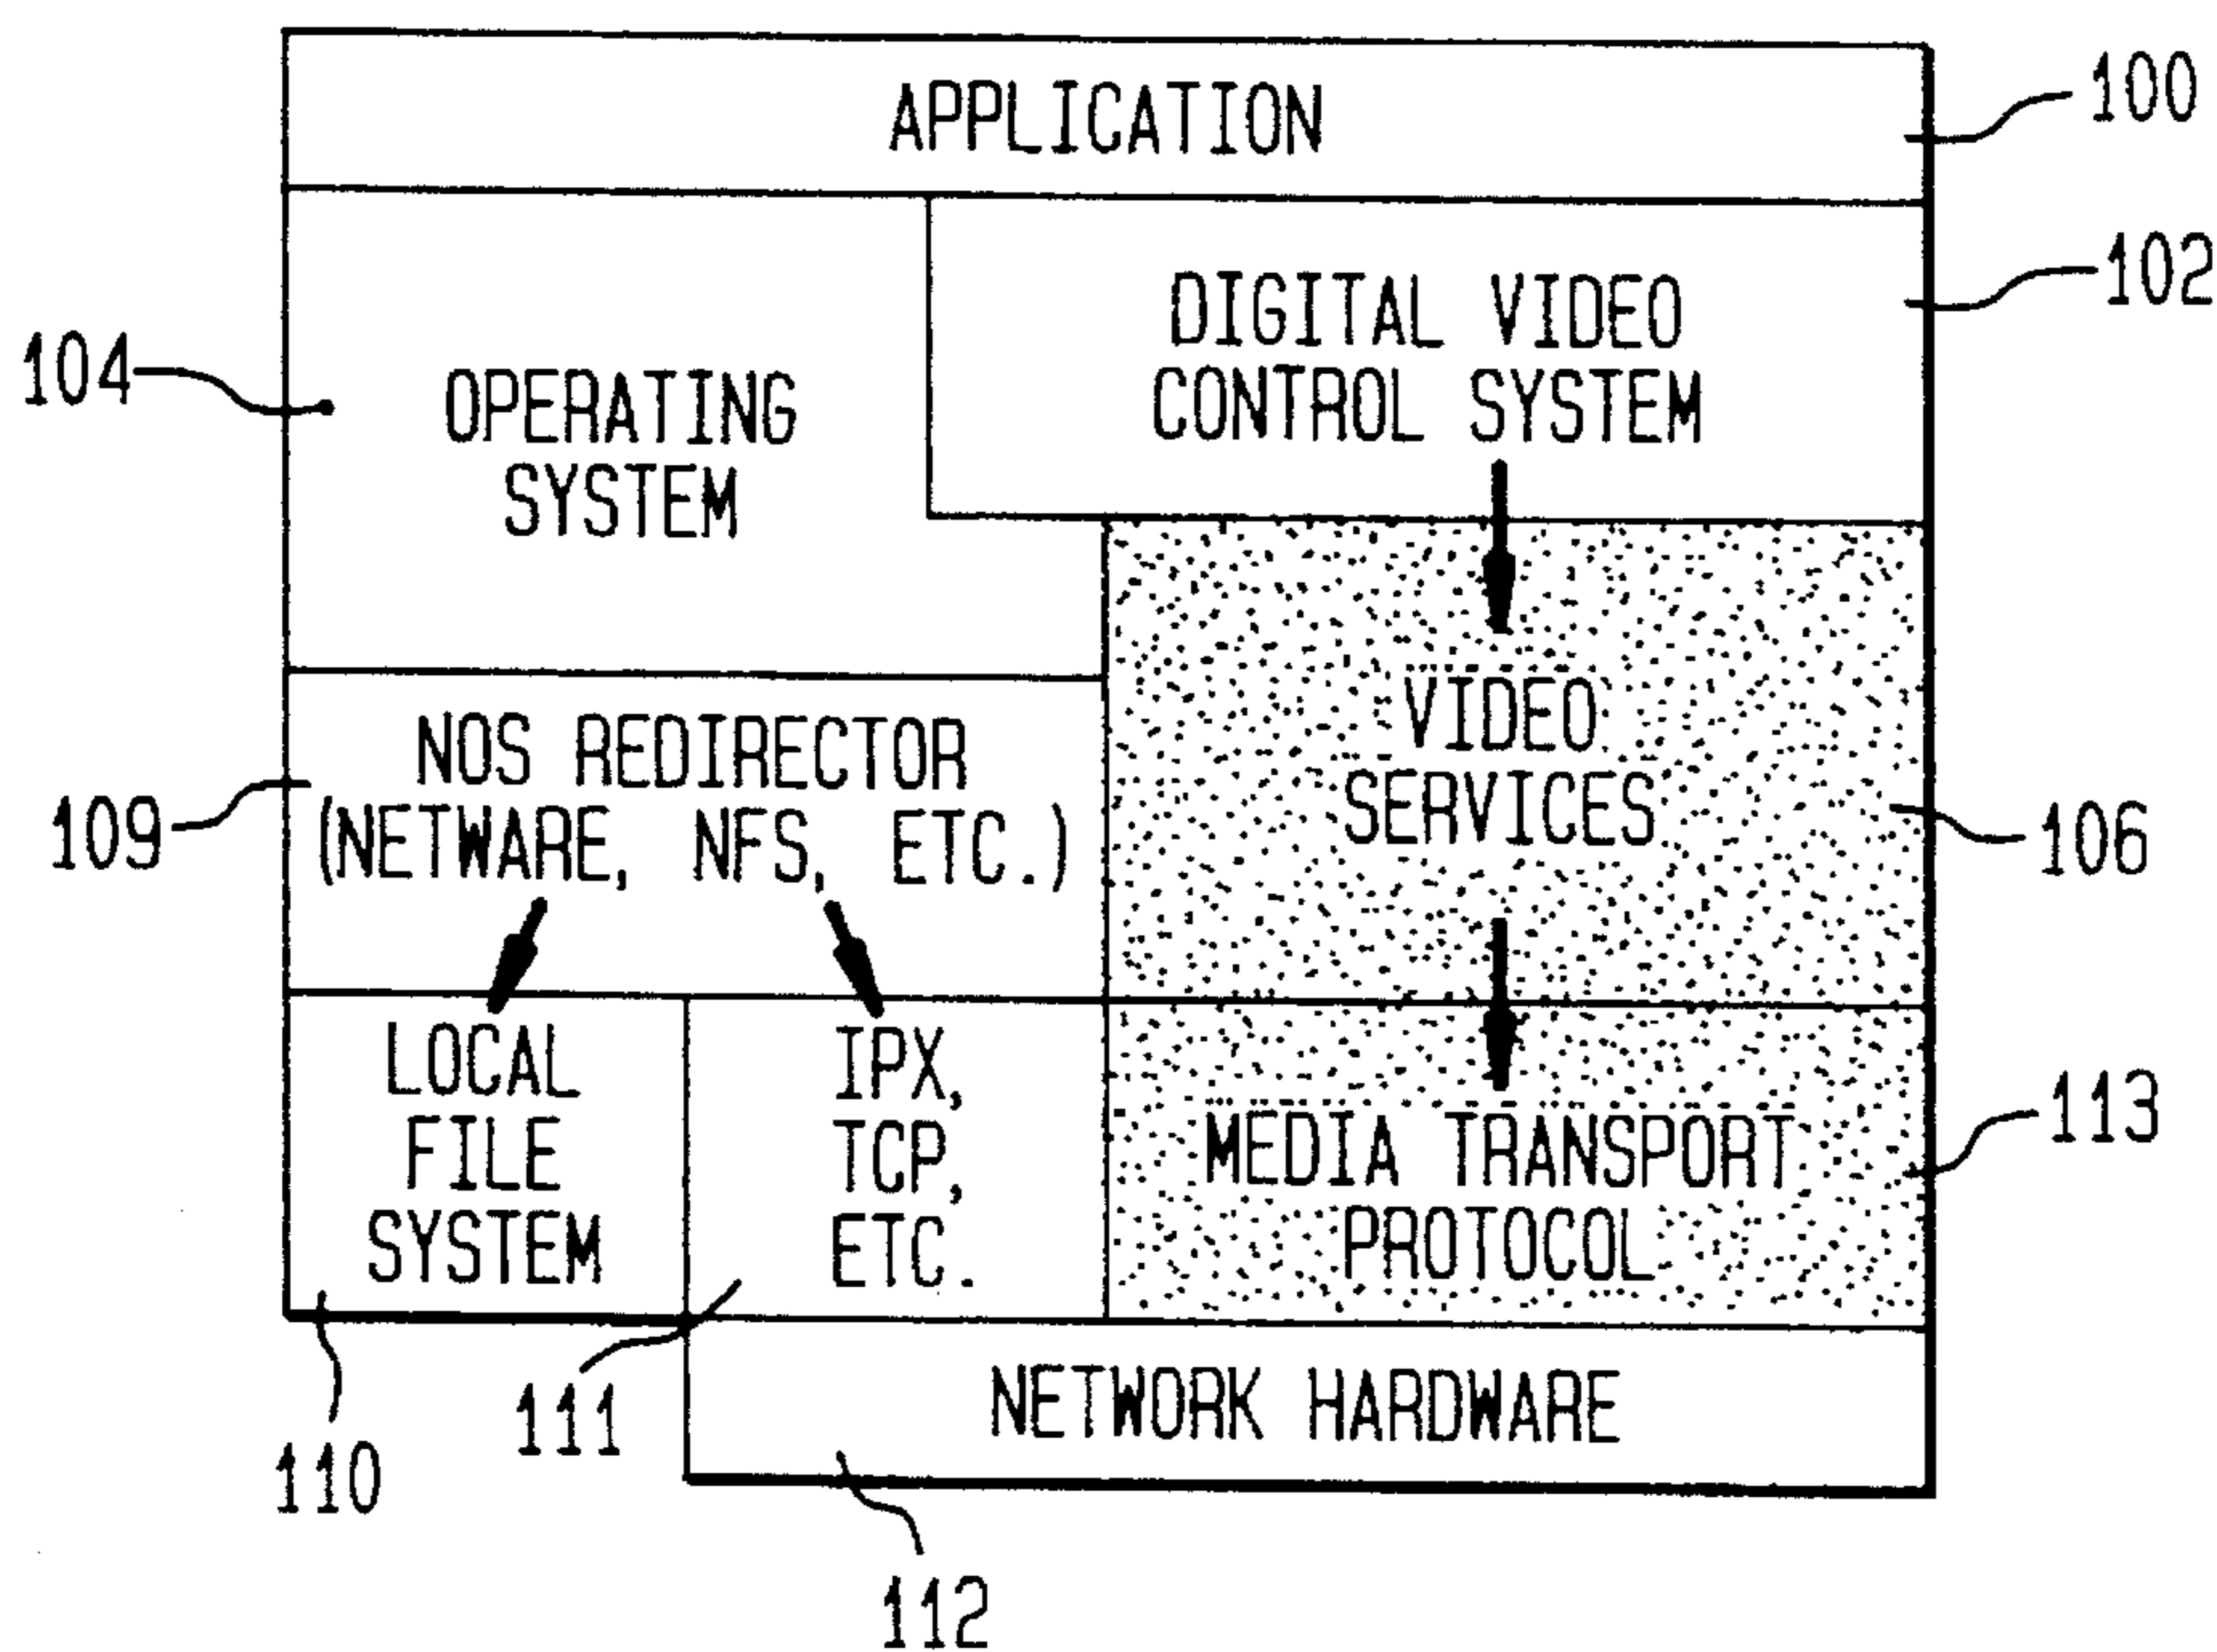 APPLICATION
100
102
DIGITAL VIDEO
CONTROL SYSTEM
104
OPERATING
SYSTEM
NOS REDIRECTOR
(NETWARE, NFS, ETC.)
109
VIDEO
SERVICES
106
LOCAL
FILE
SYSTEM
IPX,
TCP,
ETC.
MEDIA TRANSPORT
PROTOCOL
113
110
111
NETWORK HARDWARE
112